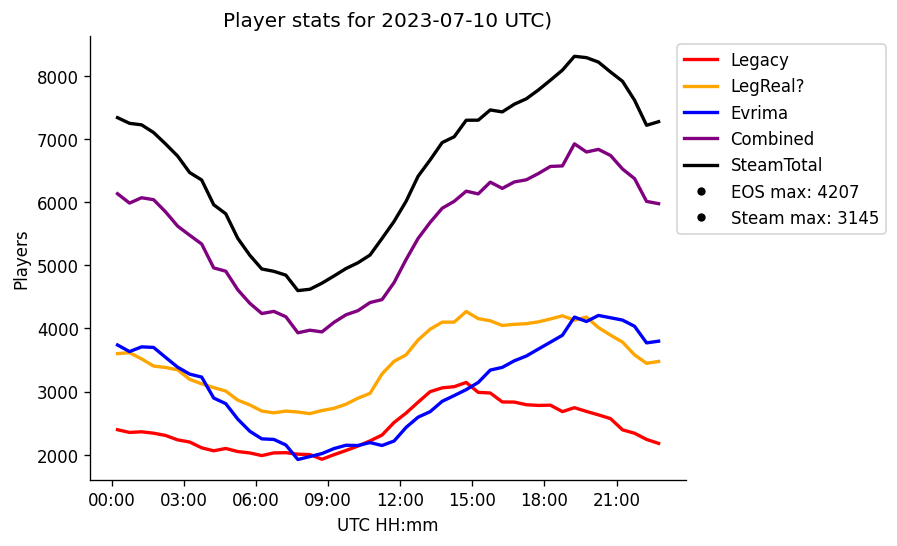 Player stats for 2023-07-10 UTC)
Legacy
LegReal?
Evrima
Combined
SteamTotal
EOS max: 4207
Steam max: 3145
Players
8000
7000
6000
5000
4000
3000
2000
00:00 03:00 06:00 09:00 12:00 15:00 18:00 21:00
UTC HH:mm